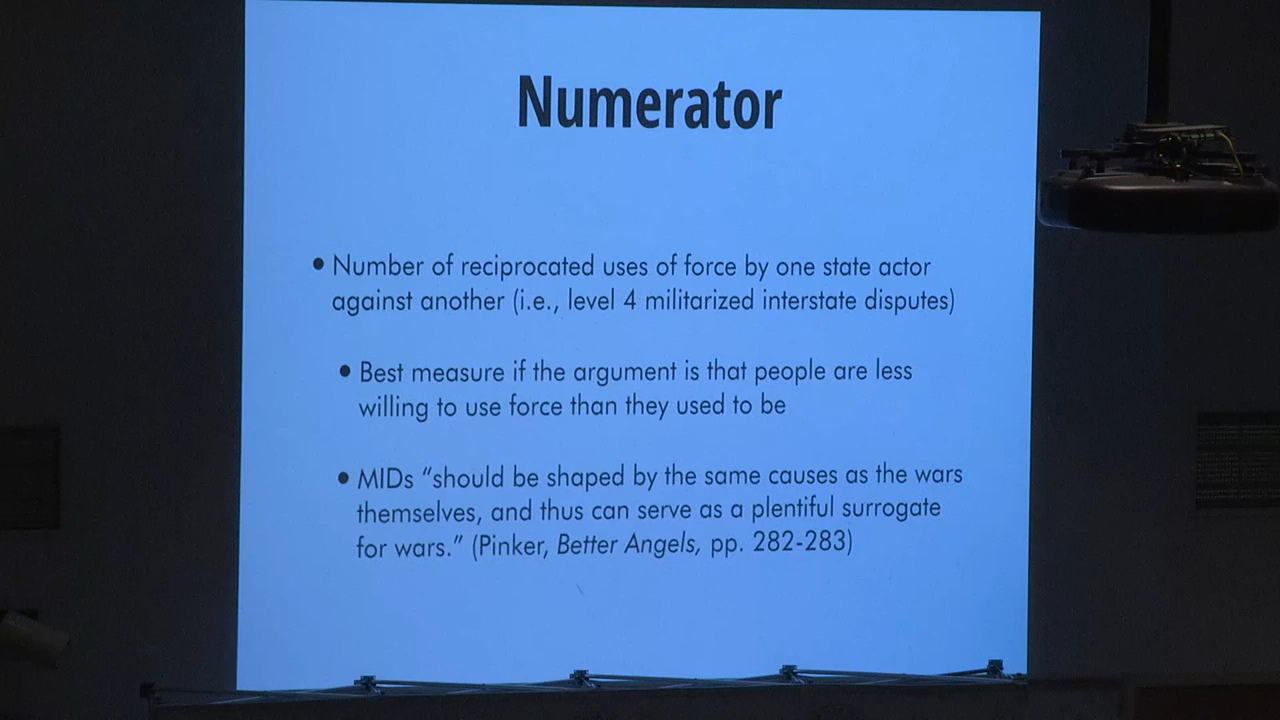 Numerator
• Number of reciprocated uses of force by one state actor
against another (i.e., level 4 militarized interstate disputes)
• Best measure if the argument is that people are less
willing to use force than they used to be
• MIDs “should be shaped by the same causes as the wars
themselves, and thus can serve as a plentiful surrogate
for wars.” (Pinker, Better Angels, pp. 282-283)